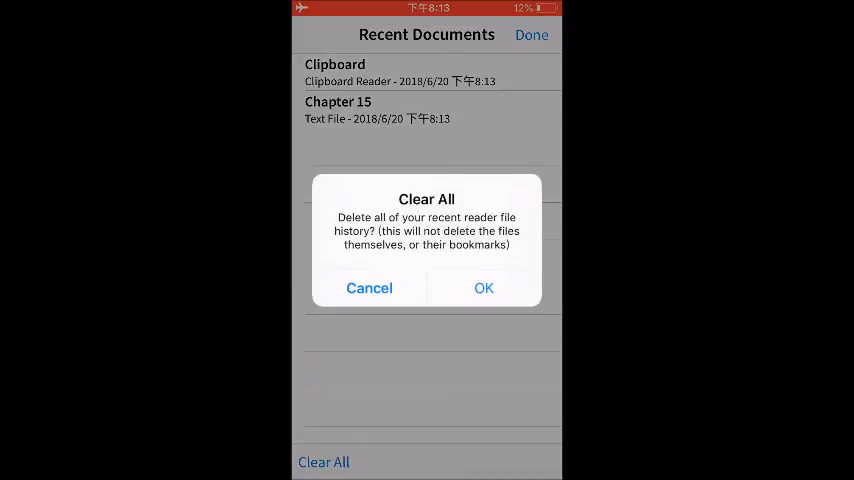 下午8:13
12%
Recent Documents
Done
Clipboard
Clipboard Reader - 2018/6/20 下午8:13
Chapter 15
Text File - 2018/6/20 下午8:13
Clear All
Delete all of your recent reader file
history? (this will not delete the files
themselves, or their bookmarks)
Cancel
OK
Clear All